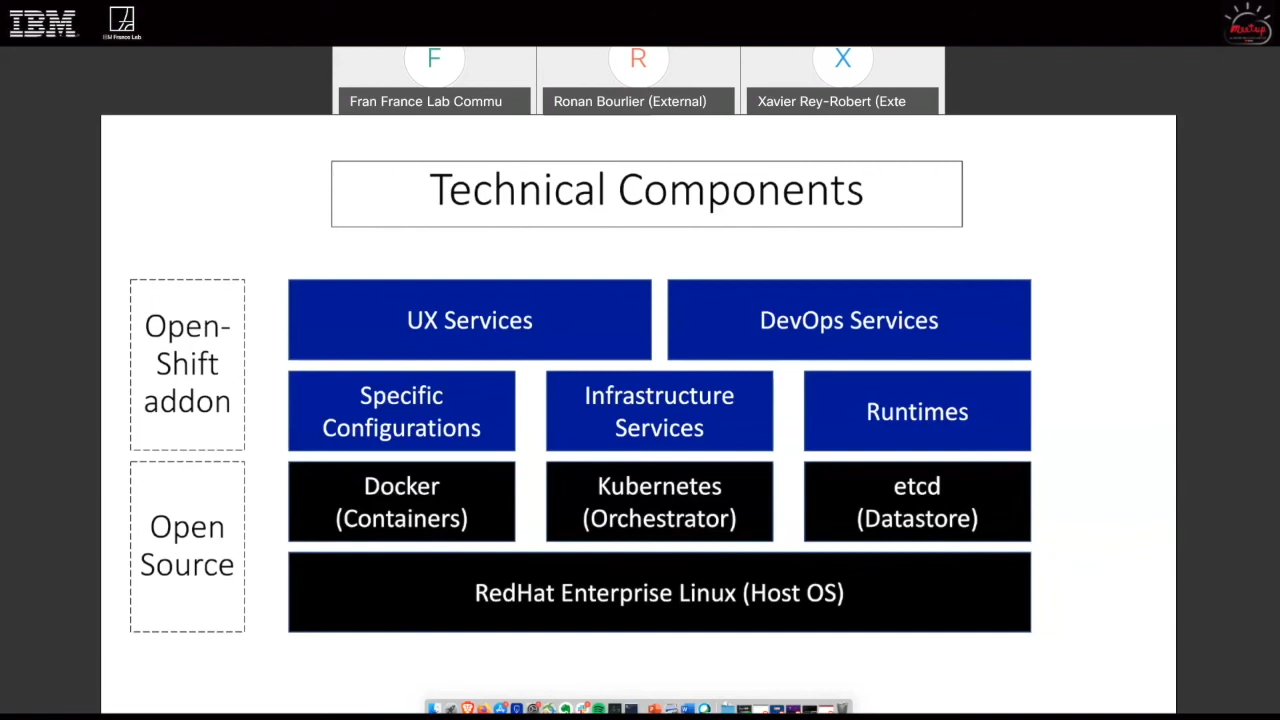 IBM
IBM France Lab
Meetup
F
R
X
Fran France Lab Commu
Ronan Bourlier (External)
Xavier Rey-Robert (Exte
Technical Components
Open-
Shift
addon
UX Services
DevOps Services
Specific
Configurations
Infrastructure
Services
Runtimes
Open
Source
Docker
(Containers)
Kubernetes
(Orchestrator)
etcd
(Datastore)
RedHat Enterprise Linux (Host OS)